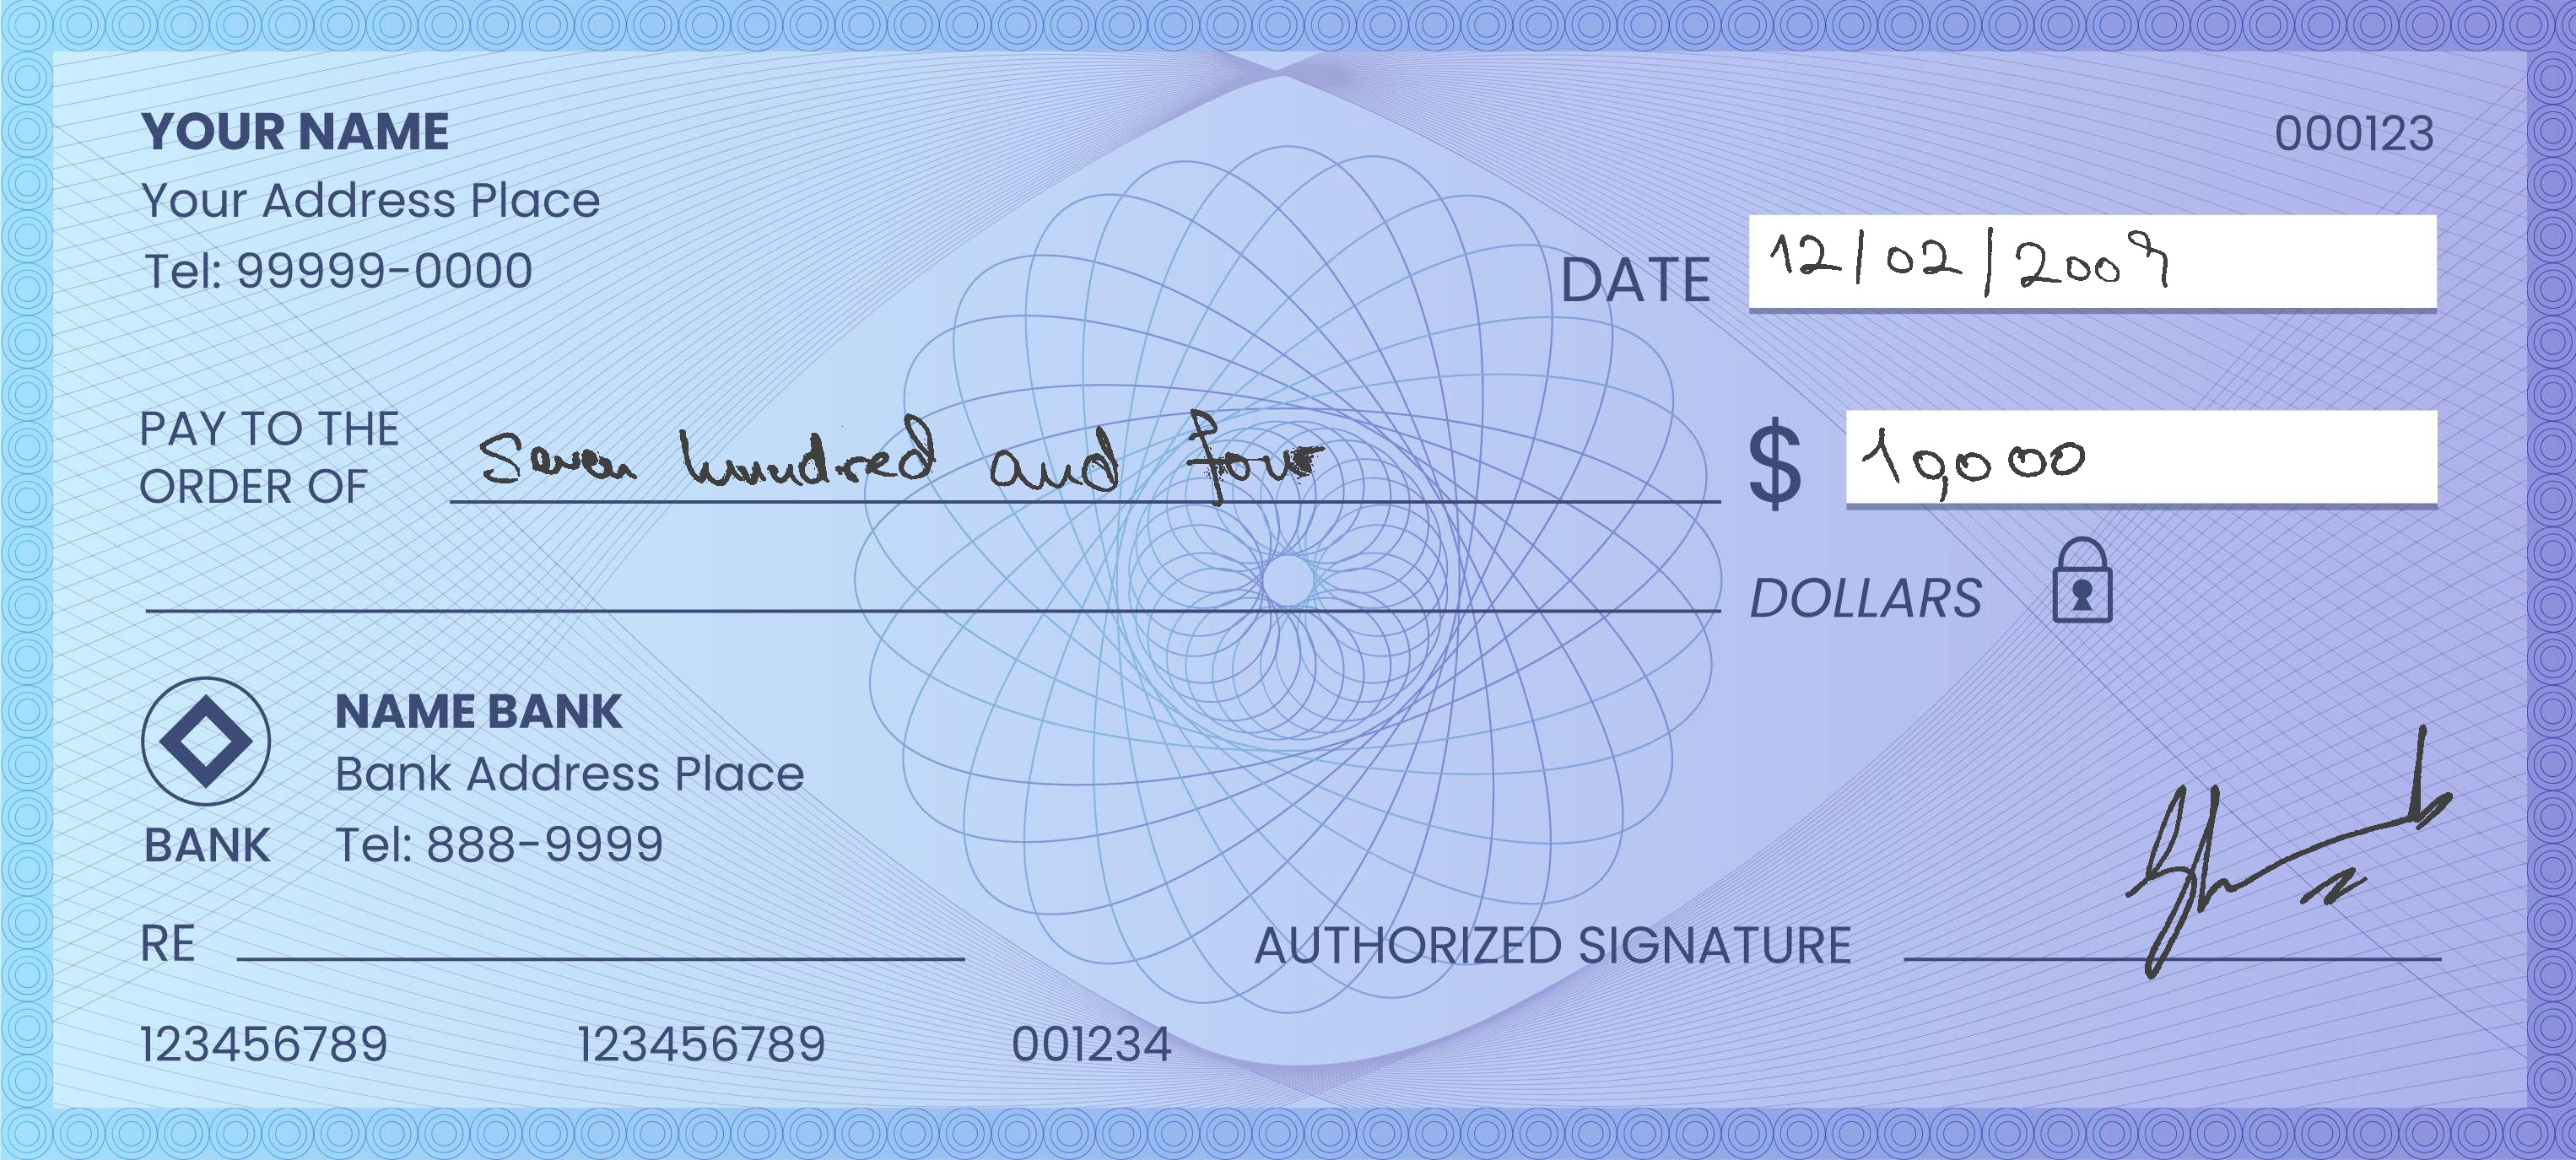 YOUR NAME
000123
Your Address Place
Tel: 99999-0000
DATE 12/02/2009
PAY TO THE
ORDER OF Seven hundred and four $ 10,000
DOLLARS
NAME BANK
Bank Address Place
BANK Tel: 888-9999
RE
AUTHORIZED SIGNATURE
123456789 123456789 001234